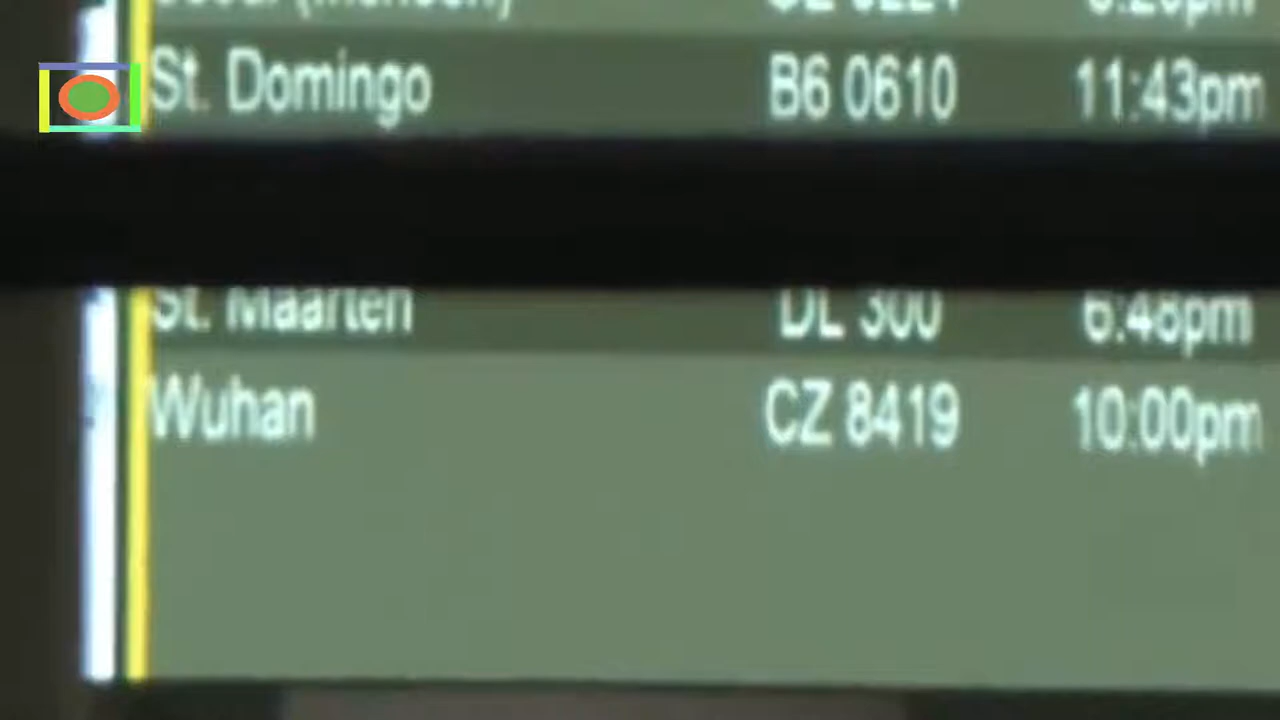 St. Domingo B6 0610 11:43pm
St. Maarten DL 300 6:48pm
Wuhan CZ 8419 10:00pm